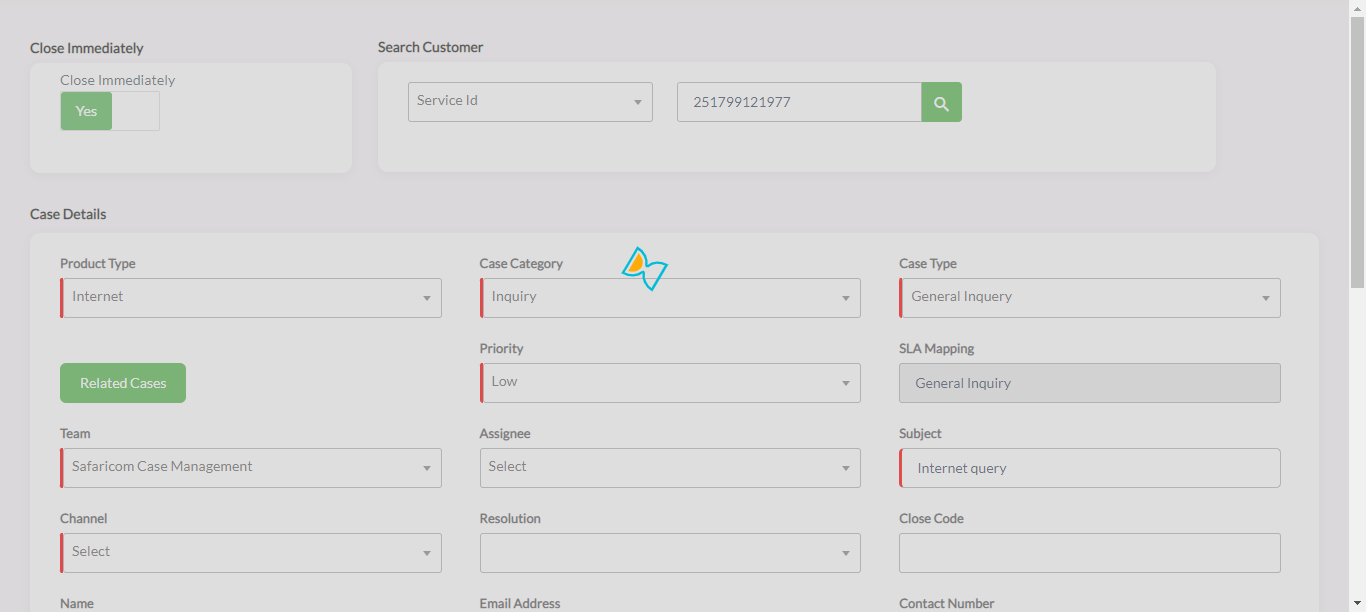 Close Immediately
Search Customer
Close Immediately
Yes
Service Id
251799121977
Case Details
Product Type
Case Category
Case Type
Internet
Inquiry
General Inquery
Priority
SLA Mapping
Related Cases
Low
General Inquiry
Team
Assignee
Subject
Safaricom Case Management
Select
Internet query
Channel
Resolution
Close Code
Select
Name
Email Address
Contact Number